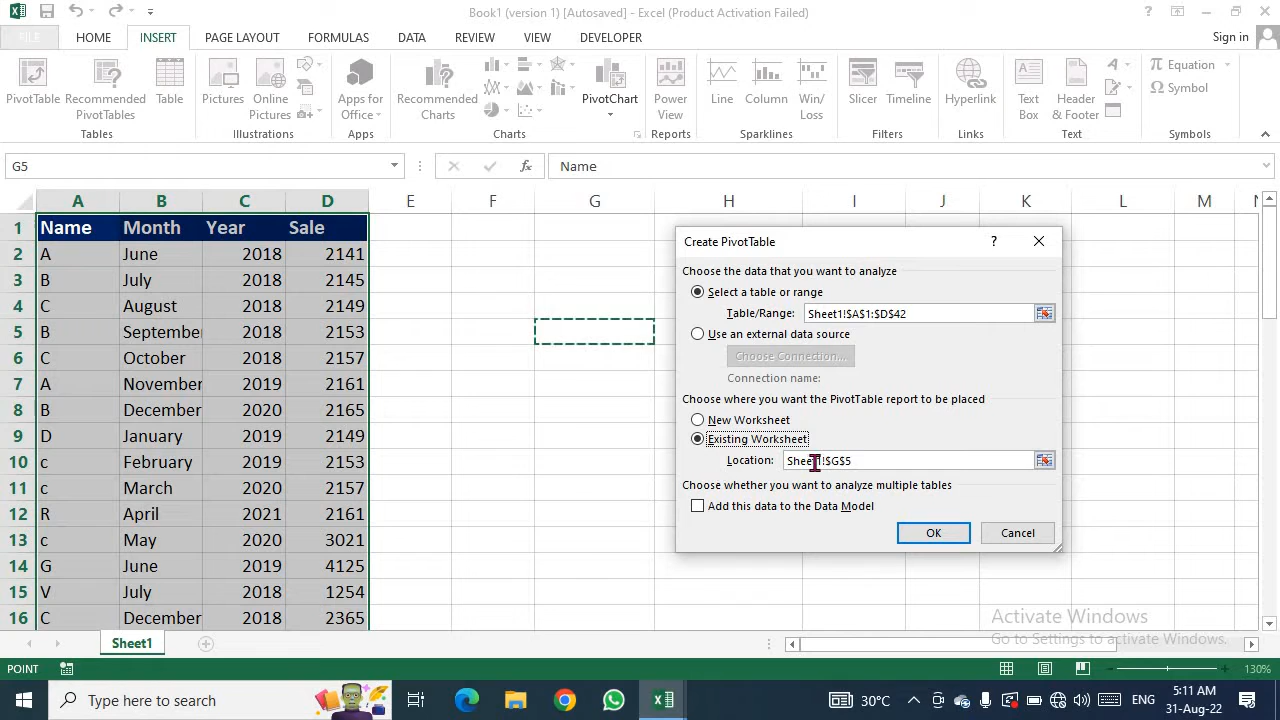 Book1 (version 1) [Autosaved] - Excel (Product Activation Failed)
FILE HOME INSERT PAGE LAYOUT FORMULAS DATA REVIEW VIEW DEVELOPER Sign in
PivotTable Recommended PivotTables Table Pictures Online Pictures Apps for Office Recommended Charts PivotChart Power View Line Column Win/Loss Slicer Timeline Hyperlink Text Box Header & Footer Equation Symbol
Tables Illustrations Apps Charts Reports Sparklines Filters Links Text Symbols
G5 Name
A B C D E F G H I J K L M N
1 Name Month Year Sale
2 A June 2018 2141
3 B July 2018 2145
4 C August 2018 2149
5 B September 2018 2153
6 C October 2018 2157
7 A November 2019 2161
8 B December 2020 2165
9 D January 2019 2149
10 c February 2019 2153
11 c March 2020 2157
12 R April 2021 2161
13 c May 2020 3021
14 G June 2019 4125
15 V July 2018 1254
16 C December 2018 2365
Create PivotTable ?
Choose the data that you want to analyze
Select a table or range
Table/Range: Sheet1!$A$1:$D$42
Use an external data source
Choose Connection...
Connection name:
Choose where you want the PivotTable report to be placed
New Worksheet
Existing Worksheet
Location: Sheet1!$G$5
Choose whether you want to analyze multiple tables
Add this data to the Data Model
OK Cancel
Activate Windows
Go to Settings to activate Windows.
Sheet1
POINT 130%
Type here to search 30°C ENG 5:11 AM
31-Aug-22